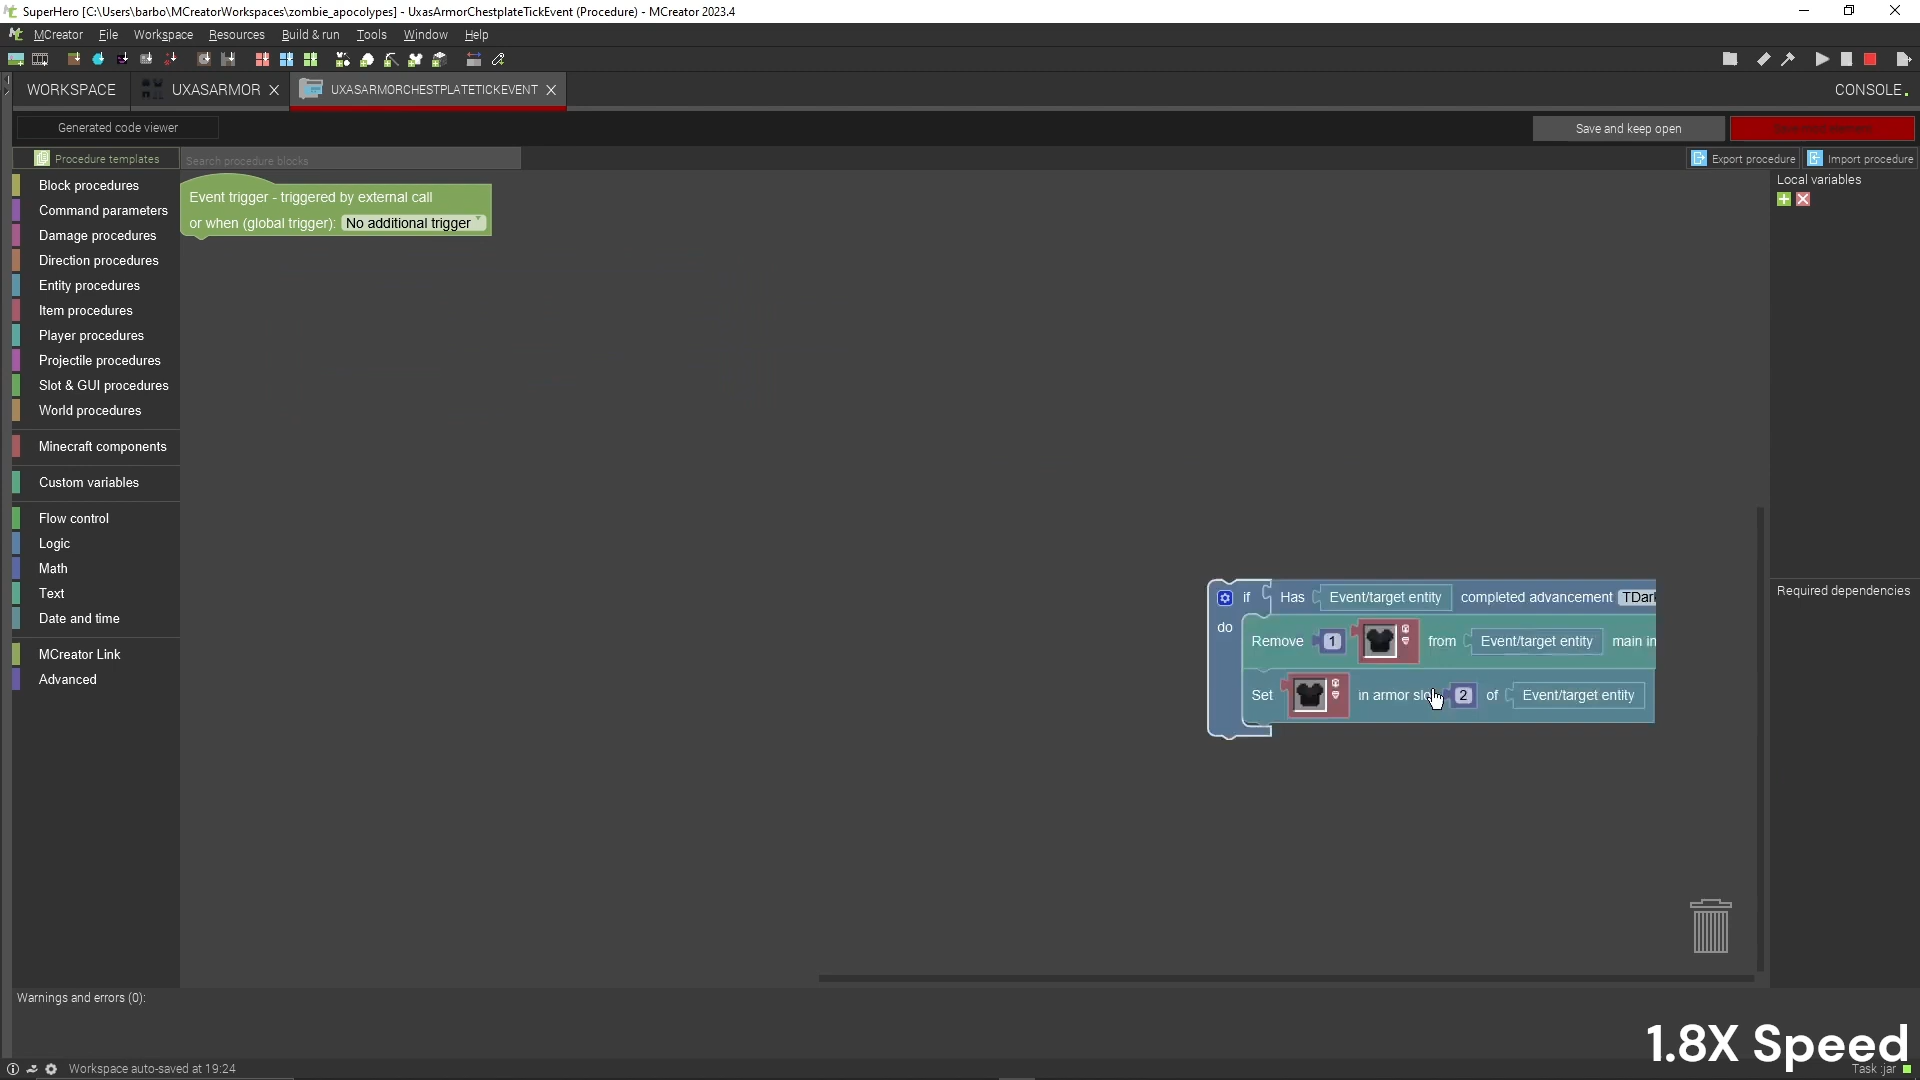 SuperHero [C:\Users\barbo\MCreatorWorkspaces\zombie_apocolypes] - UxasArmorChestplateTickEvent (Procedure) - MCreator 2023.4
MCreator File Workspace Resources Build & run Tools Window Help
WORKSPACE UXASARMOR UXASARMORCHESTPLATETICKEVENT CONSOLE
Generated code viewer Save and keep open
Procedure templates Search procedure blocks Export procedure Import procedure
Block procedures
Command parameters
Damage procedures
Direction procedures
Entity procedures
Item procedures
Player procedures
Projectile procedures
Slot & GUI procedures
World procedures
Minecraft components
Custom variables
Flow control
Logic
Math
Text
Date and time
MCreator Link
Advanced
Event trigger - triggered by external call
or when (global trigger): No additional trigger
if Has Event/target entity completed advancement TDark
do
Remove 1 from Event/target entity main in
Set in armor slo 2 of Event/target entity
Local variables
Required dependencies
Warnings and errors (0):
Workspace auto-saved at 19:24
1.8X Speed
Task :jar